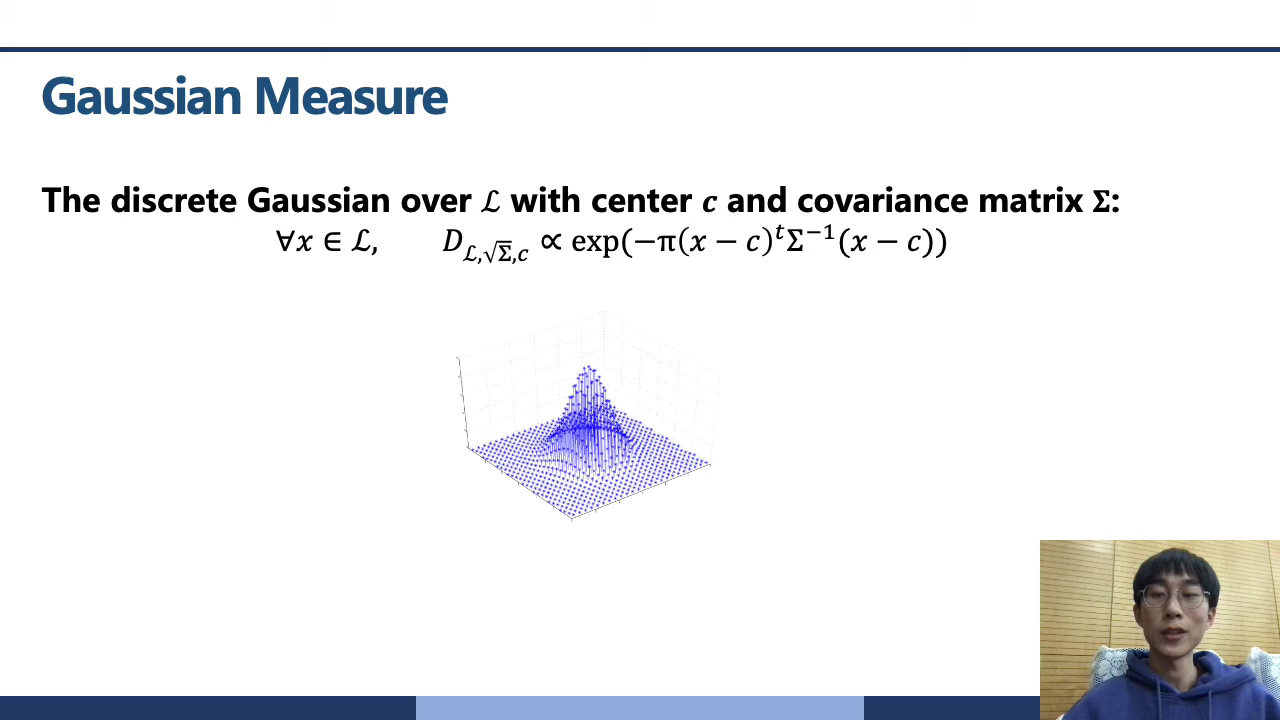 Gaussian Measure
The discrete Gaussian over ℒ with center c and covariance matrix Σ:
∀x ∈ ℒ, D_{ℒ,√Σ,c} ∝ exp(−π(x − c)^t Σ^{−1}(x − c))